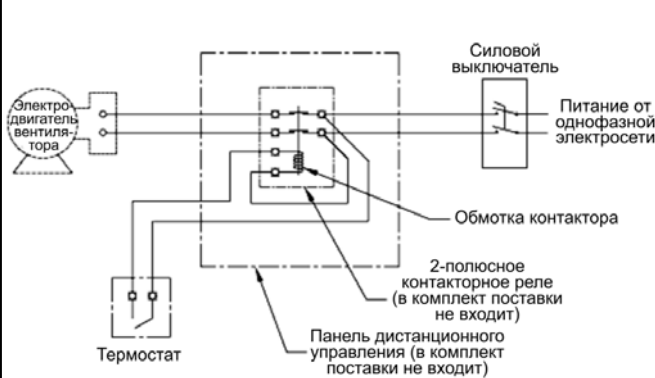 Силовой
выключатель
Электро-
двигатель
вентиля-
тора
Питание от
однофазной
электросети
Обмотка контактора
2-полюсное
контакторное реле
(в комплект поставки
не входит)
Термостат
Панель дистанционного
управления (в комплект
поставки не входит)